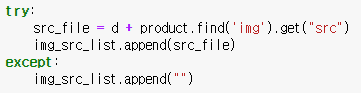 try:
    src_file = d + product.find('img').get("src")
    img_src_list.append(src_file)
except:
    img_src_list.append("")